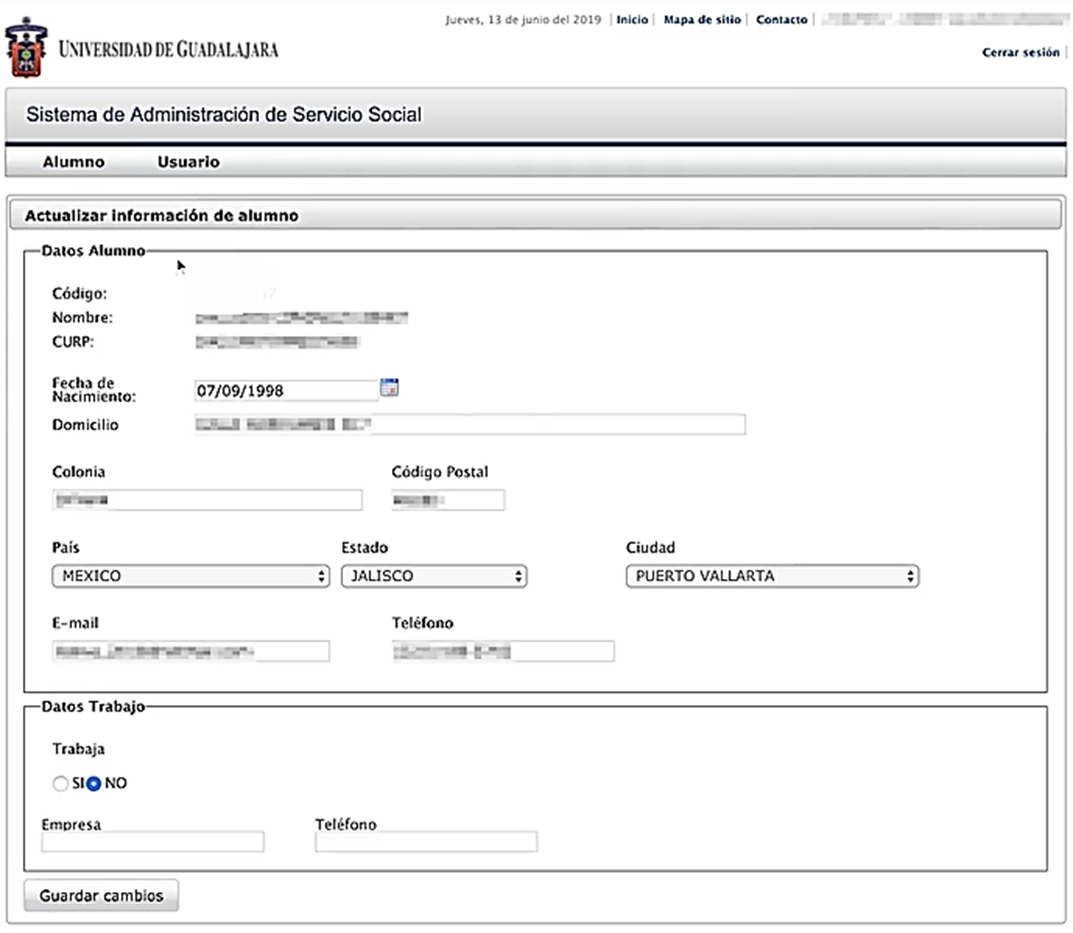 Jueves, 13 de junio del 2019 | Inicio | Mapa de sitio | Contacto |
UNIVERSIDAD DE GUADALAJARA
Cerrar sesión |
Sistema de Administración de Servicio Social
Alumno Usuario
Actualizar información de alumno
Datos Alumno
Código:
Nombre:
CURP:
Fecha de
Nacimiento: 07/09/1998
Domicilio
Colonia Código Postal
País Estado Ciudad
MEXICO JALISCO PUERTO VALLARTA
E-mail Teléfono
Datos Trabajo
Trabaja
SI NO
Empresa Teléfono
Guardar cambios